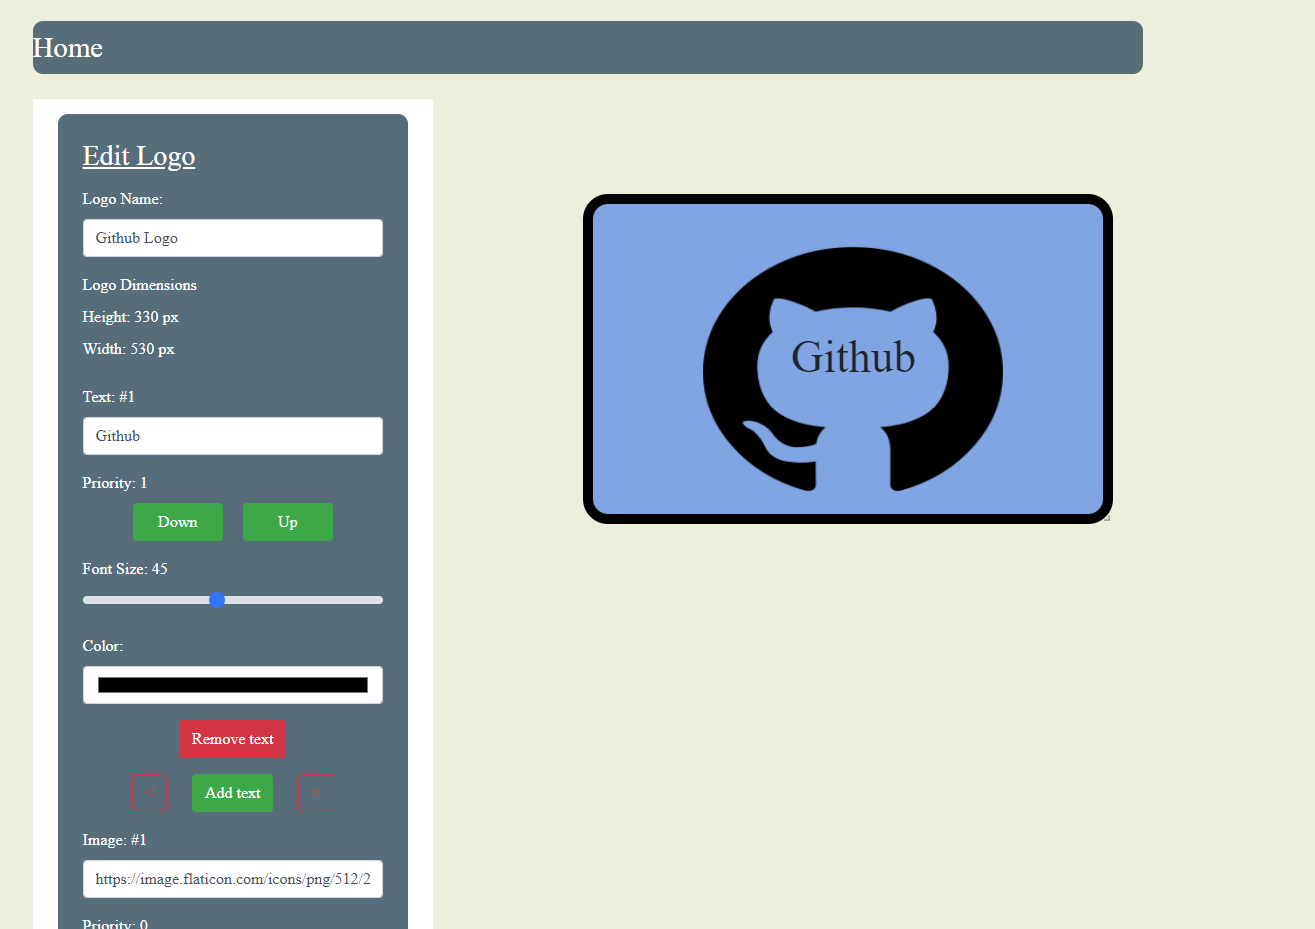 Home
Edit Logo
Logo Name:
Github Logo
Logo Dimensions
Height: 330 px
Width: 530 px
Text: #1
Github
Priority: 1
Down Up
Font Size: 45
Color:
Remove text
< Add text >
Image: #1
https://image.flaticon.com/icons/png/512/2
Priority: 0
Github